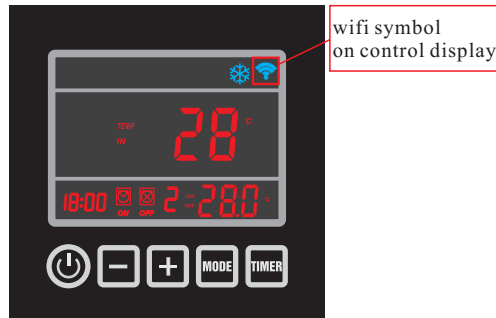 wifi symbol
on control display
TEMP
IN
28 °C
18:00 ON OFF 2 28.0
MODE TIMER